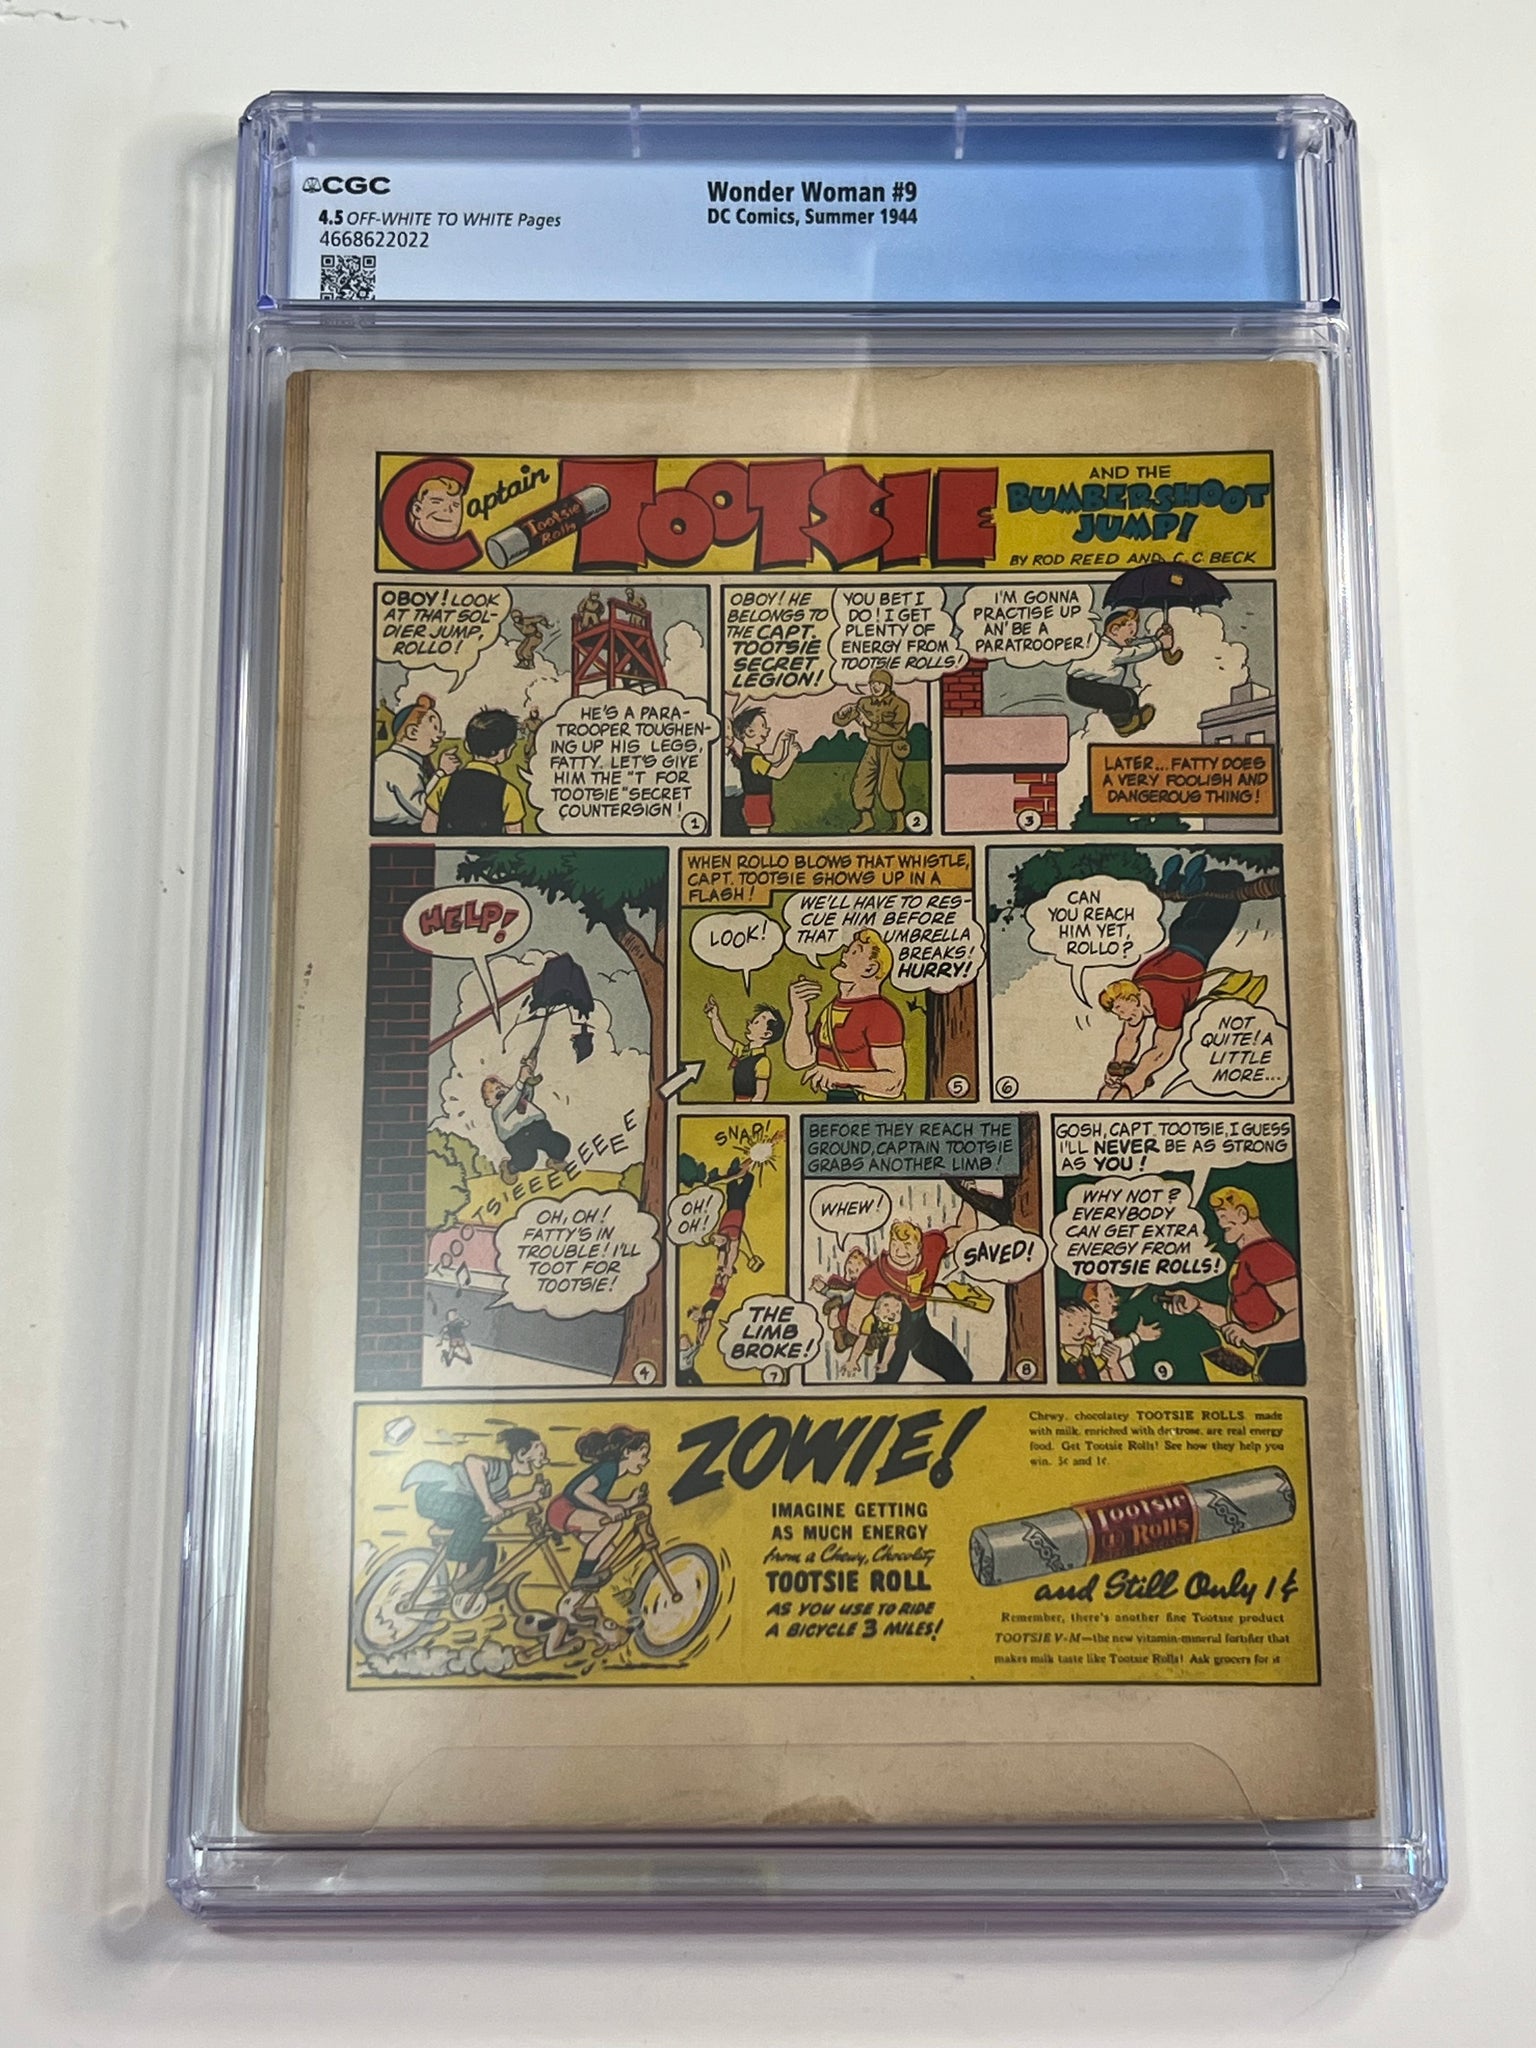 CGC
4.5 OFF-WHITE TO WHITE Pages
4668622022
Wonder Woman #9
DC Comics, Summer 1944
Captain TOOTSIE
Tootsie
Rolls
AND THE
BUMBERSHOOT
JUMP!
BY ROD REED AND C.C. BECK
OBOY! LOOK
AT THAT SOL-
DIER JUMP,
ROLLO!
HE'S A PARA-
TROOPER TOUGHEN-
ING UP HIS LEGS,
FATTY. LET'S GIVE
HIM THE "T FOR
TOOTSIE" SECRET
COUNTERSIGN!
1
OBOY! HE
BELONGS TO
THE CAPT.
TOOTSIE
SECRET
LEGION!
YOU BET I
DO! I GET
PLENTY OF
ENERGY FROM
TOOTSIE ROLLS!
2
I'M GONNA
PRACTISE UP
AN' BE A
PARATROOPER!
LATER... FATTY DOES
A VERY FOOLISH AND
DANGEROUS THING!
3
HELP!
TSIEEEEEEEEEE
TOOOO
OH, OH!
FATTY'S IN
TROUBLE! I'LL
TOOT FOR
TOOTSIE!
4
WHEN ROLLO BLOWS THAT WHISTLE,
CAPT. TOOTSIE SHOWS UP IN A
FLASH!
LOOK!
WE'LL HAVE TO RES-
CUE HIM BEFORE
THAT UMBRELLA
BREAKS!
HURRY!
5
CAN
YOU REACH
HIM YET,
ROLLO?
NOT
QUITE! A
LITTLE
MORE...
6
SNAP!
OH!
OH!
THE
LIMB
BROKE!
7
BEFORE THEY REACH THE
GROUND, CAPTAIN TOOTSIE
GRABS ANOTHER LIMB!
WHEW!
SAVED!
8
GOSH, CAPT. TOOTSIE, I GUESS
I'LL NEVER BE AS STRONG
AS YOU!
WHY NOT?
EVERYBODY
CAN GET EXTRA
ENERGY FROM
TOOTSIE ROLLS!
9
ZOWIE!
IMAGINE GETTING
AS MUCH ENERGY
from a Chewy, Chocolaty
TOOTSIE ROLL
AS YOU USE TO RIDE
A BICYCLE 3 MILES!
Chewy, chocolatey TOOTSIE ROLLS made
with milk, enriched with dextrose, are real energy
food. Get Tootsie Rolls! See how they help you
win. 5¢ and 1¢.
Tootsie
Rolls
and Still Only 1¢
Remember, there's another fine Tootsie product
TOOTSIE V-M—the new vitamin-mineral fortifier that
makes milk taste like Tootsie Rolls! Ask grocers for it